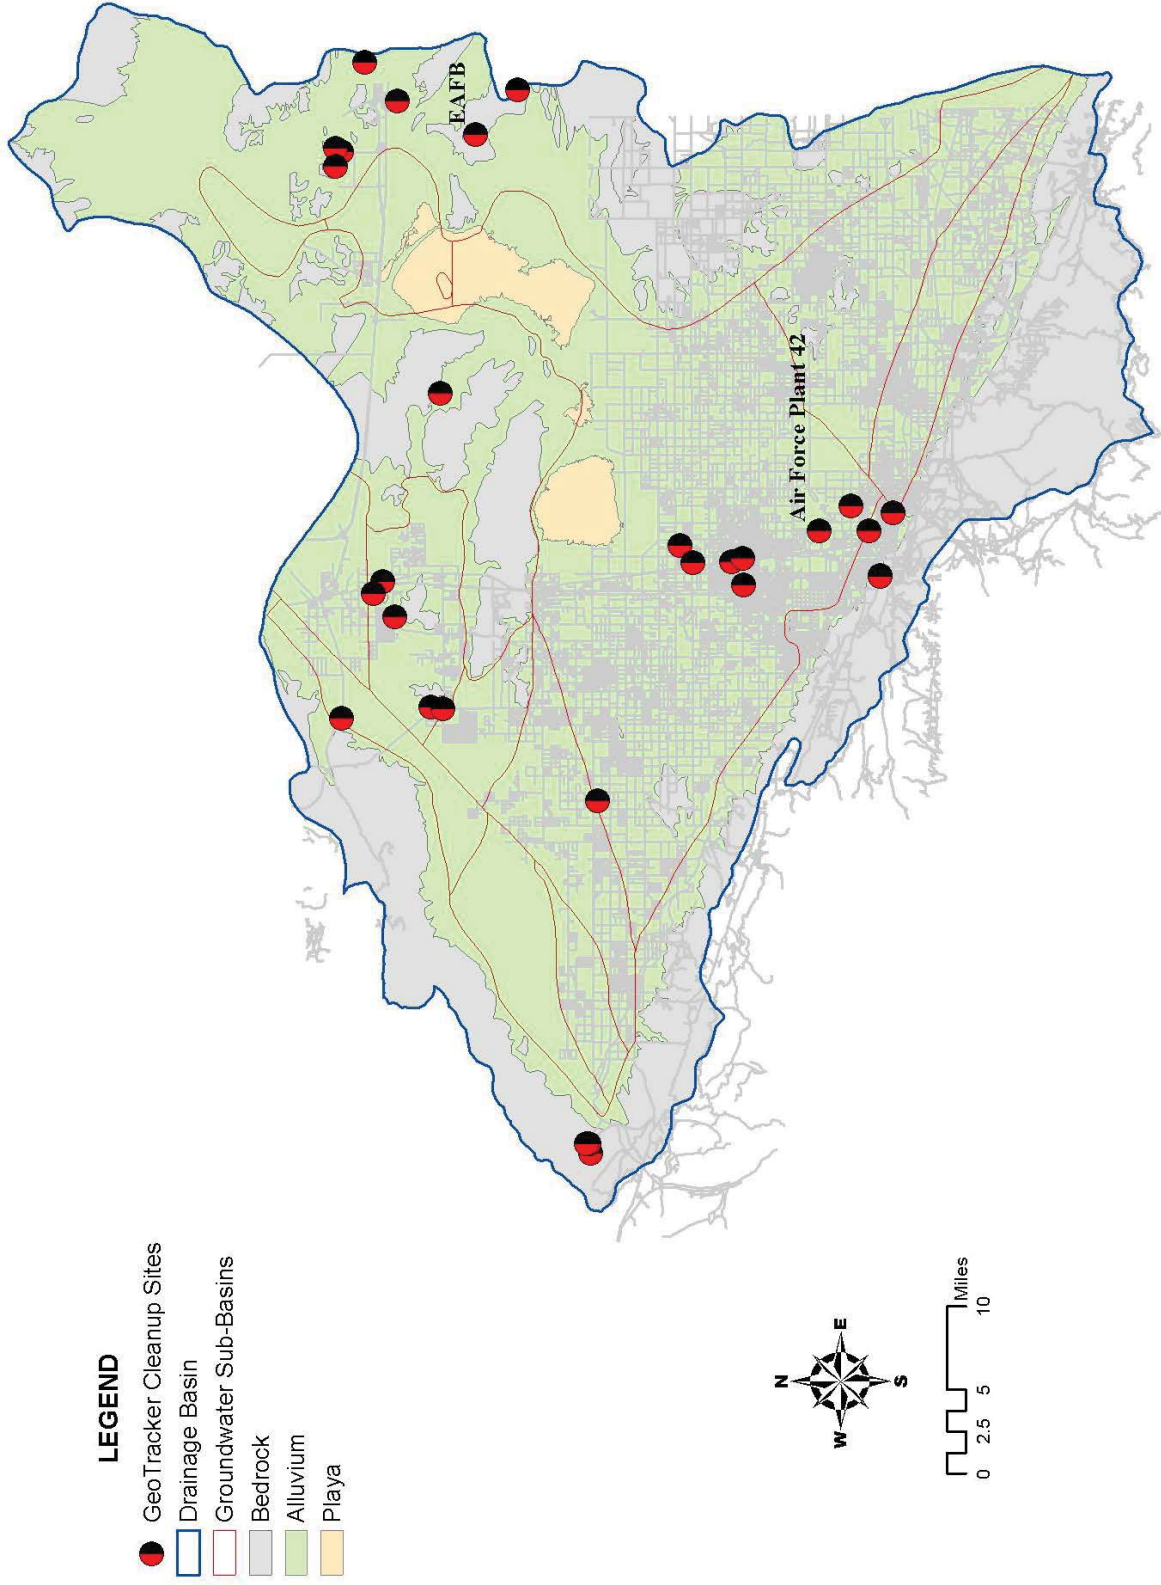 EAFB
Air Force Plant 42
LEGEND
GeoTracker Cleanup Sites
Drainage Basin
Groundwater Sub-Basins
Bedrock
Alluvium
Playa
N
W E
S
Miles
0 2.5 5 10